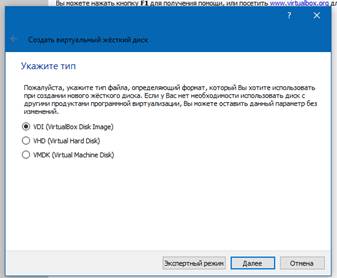 Вы можете нажать кнопку F1 для получения помощи, или посетить www.virtualbox.org дл
Создать виртуальный жёсткий диск
Укажите тип
Пожалуйста, укажите тип файла, определяющий формат, который Вы хотите использовать
при создании нового жёсткого диска. Если у Вас нет необходимости использовать диск с
другими продуктами программной виртуализации, Вы можете оставить данный параметр без
изменений.
VDI (VirtualBox Disk Image)
VHD (Virtual Hard Disk)
VMDK (Virtual Machine Disk)
Экспертный режим Далее Отмена